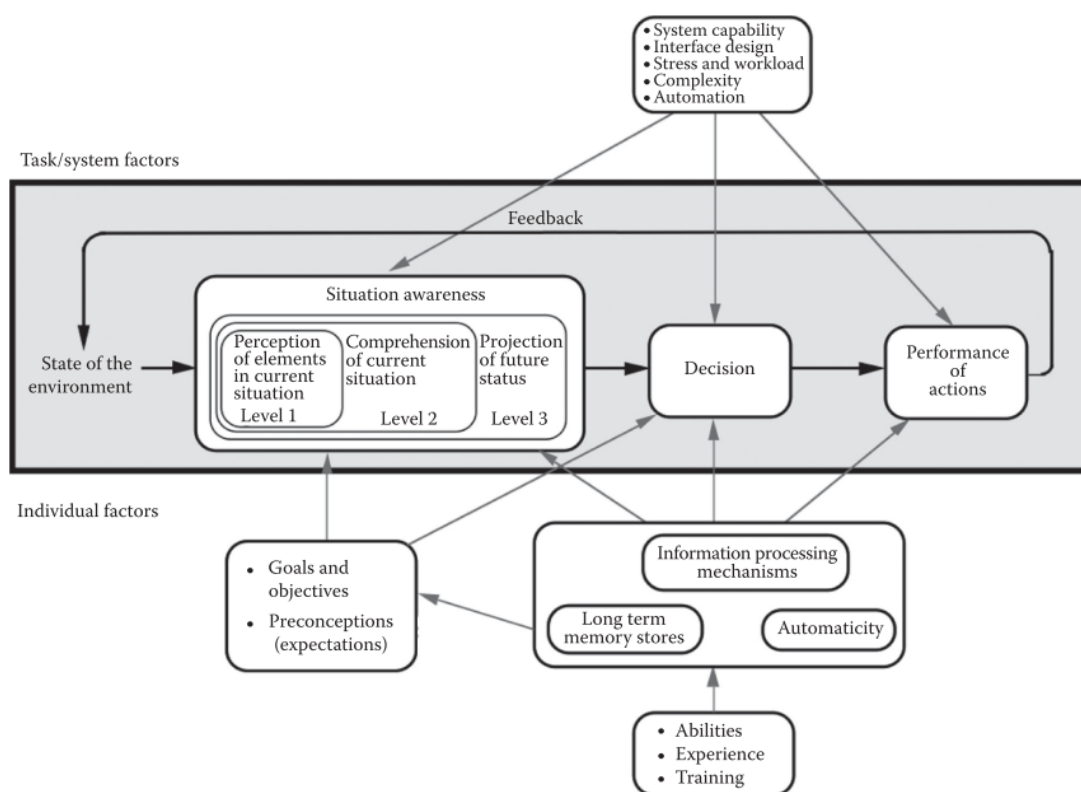 • System capability
• Interface design
• Stress and workload
• Complexity
• Automation
Task/system factors
Feedback
Situation awareness
Perception
of elements
in current
situation
Level 1
Comprehension
of current
situation
Level 2
Projection
of future
status
Level 3
State of the
environment
Decision
Performance
of
actions
Individual factors
• Goals and
objectives
• Preconceptions
(expectations)
Information processing
mechanisms
Long term
memory stores
Automaticity
• Abilities
• Experience
• Training